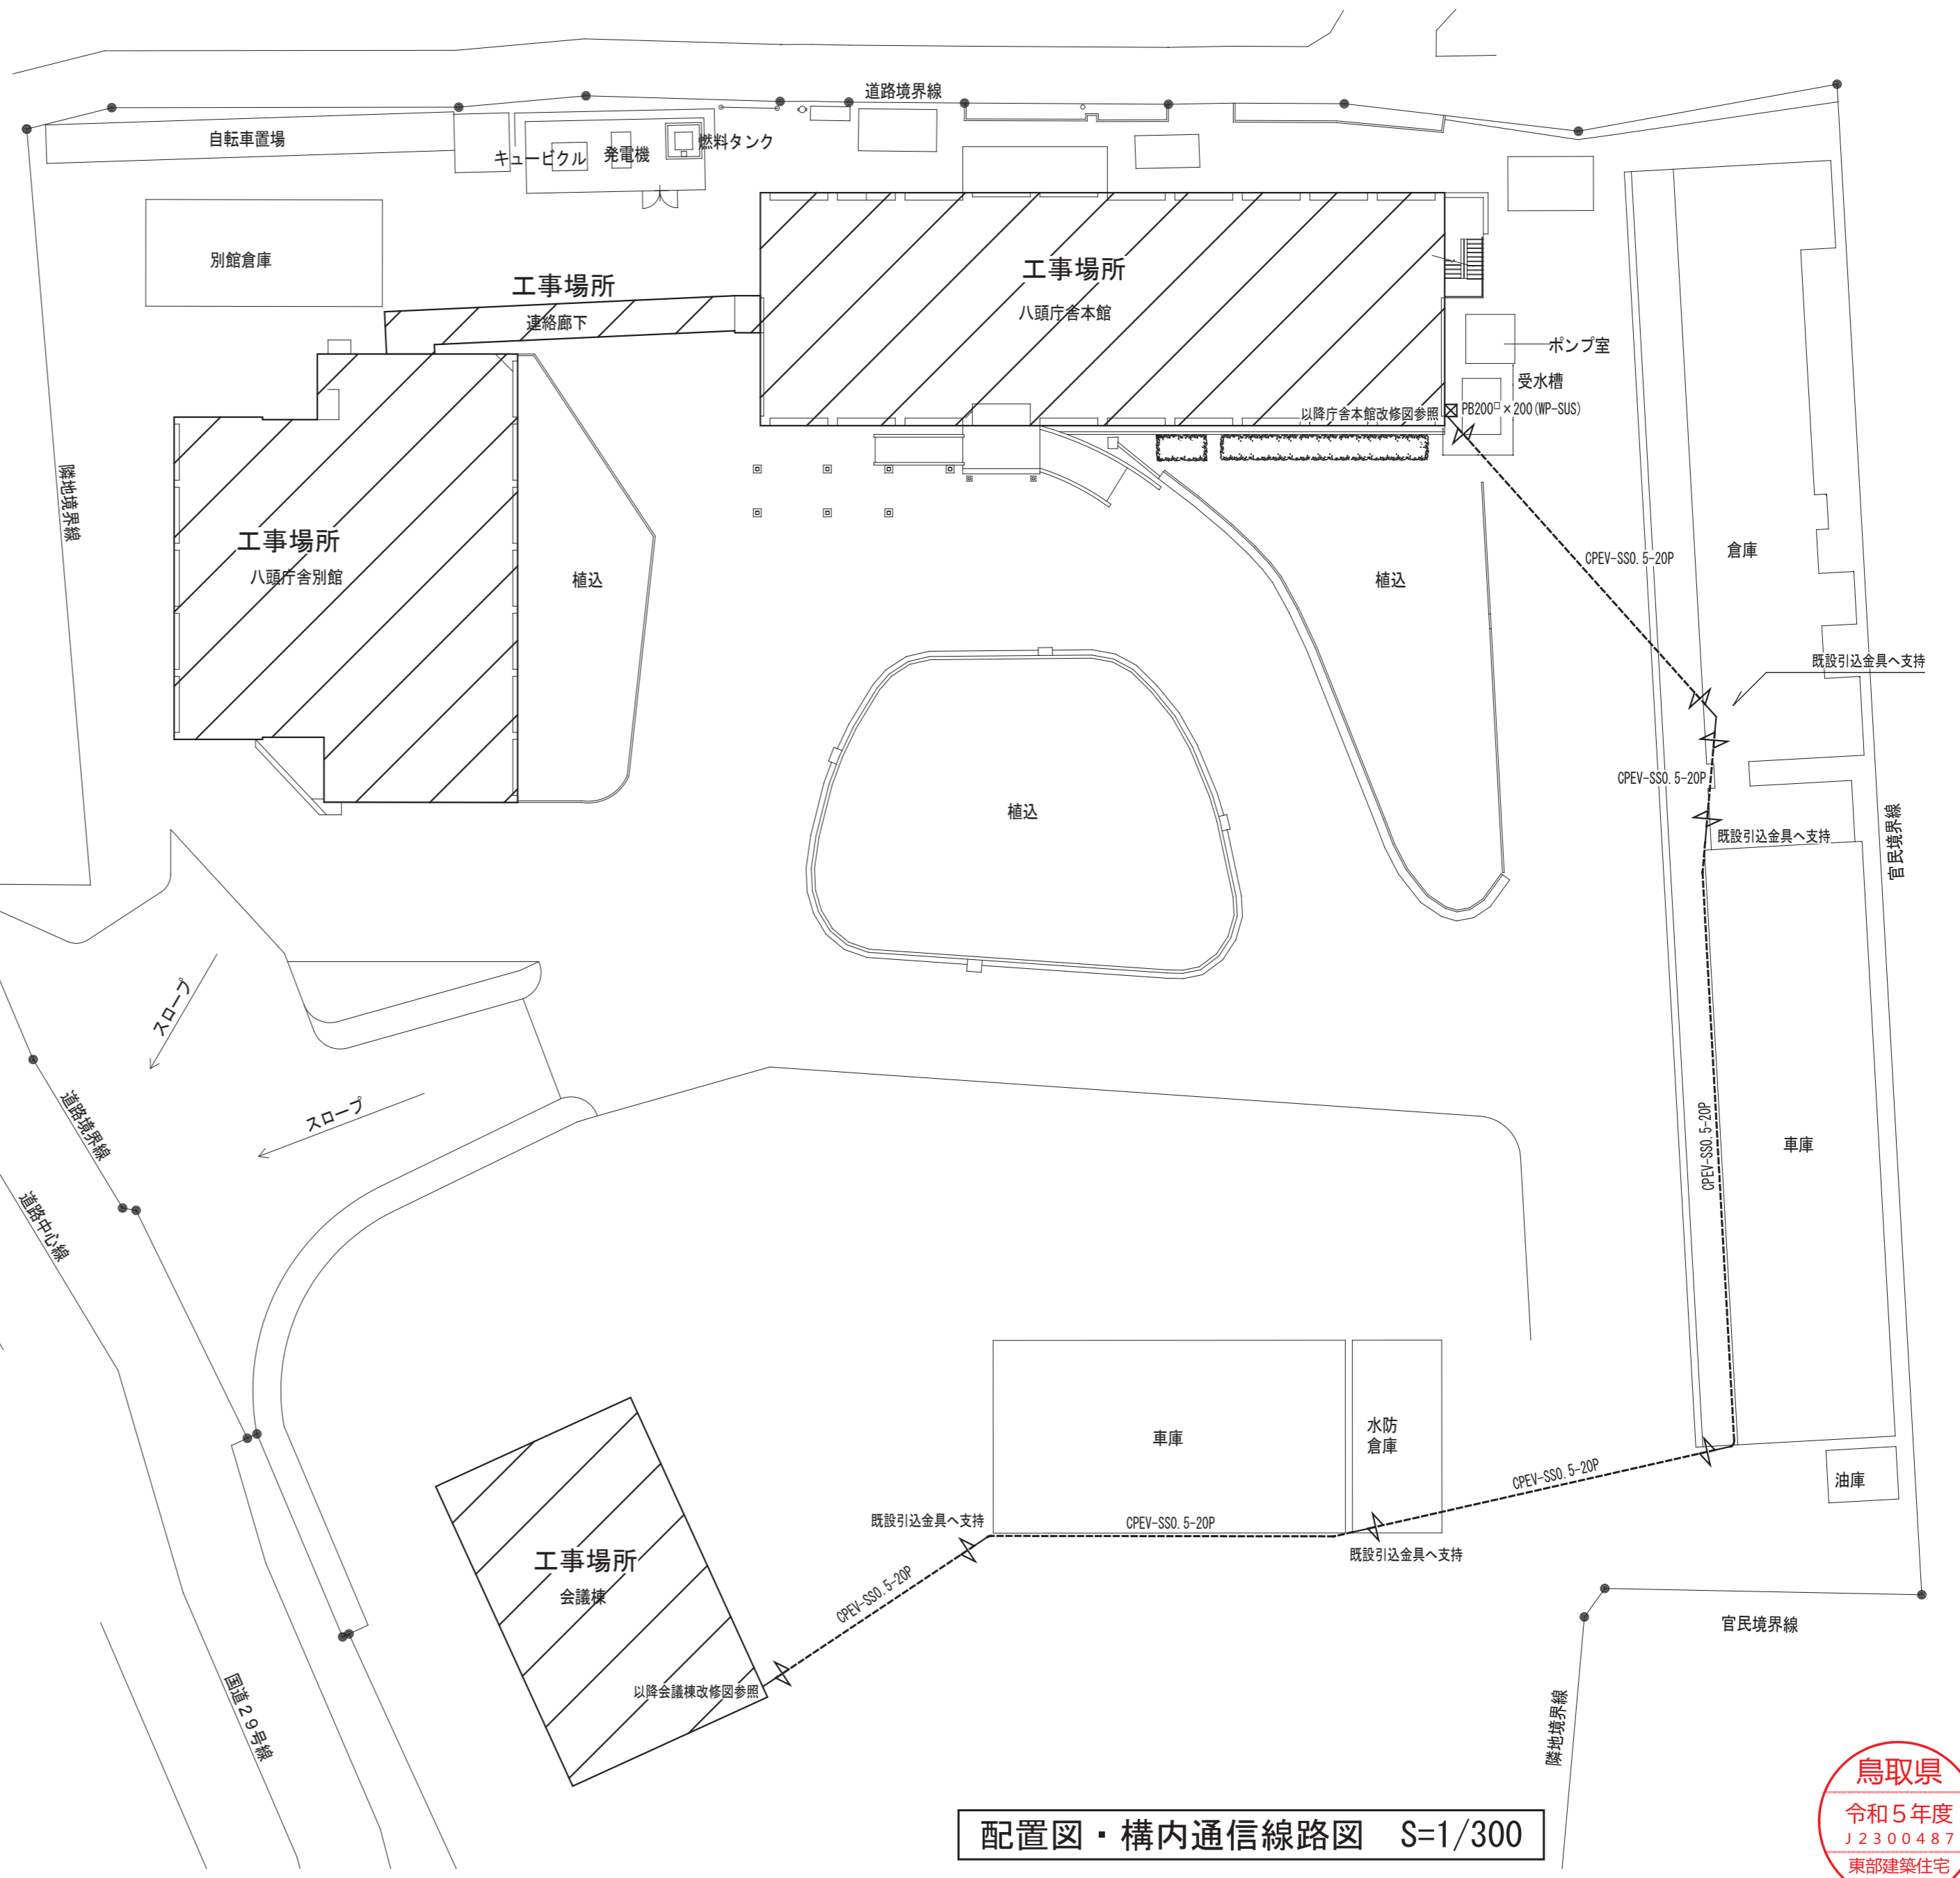 道路境界線
自転車置場
キュービクル
発電機
燃料タンク
別館倉庫
工事場所
連絡廊下
工事場所
八頭庁舎本館
ポンプ室
受水槽
以降庁舎本館改修図参照
PB200□×200(WP-SUS)
隣地境界線
工事場所
八頭庁舎別館
植込
植込
CPEV-SS0.5-20P
倉庫
既設引込金具へ支持
CPEV-SS0.5-20P
既設引込金具へ支持
官民境界線
植込
スロープ
スロープ
道路境界線
道路中心線
CPEV-SS0.5-20P
車庫
車庫
水防
倉庫
CPEV-SS0.5-20P
油庫
既設引込金具へ支持
CPEV-SS0.5-20P
既設引込金具へ支持
工事場所
会議棟
CPEV-SS0.5-20P
官民境界線
以降会議棟改修図参照
国道29号線
隣地境界線
配置図・構内通信線路図 S=1/300
鳥取県
令和5年度
J2300487
東部建築住宅